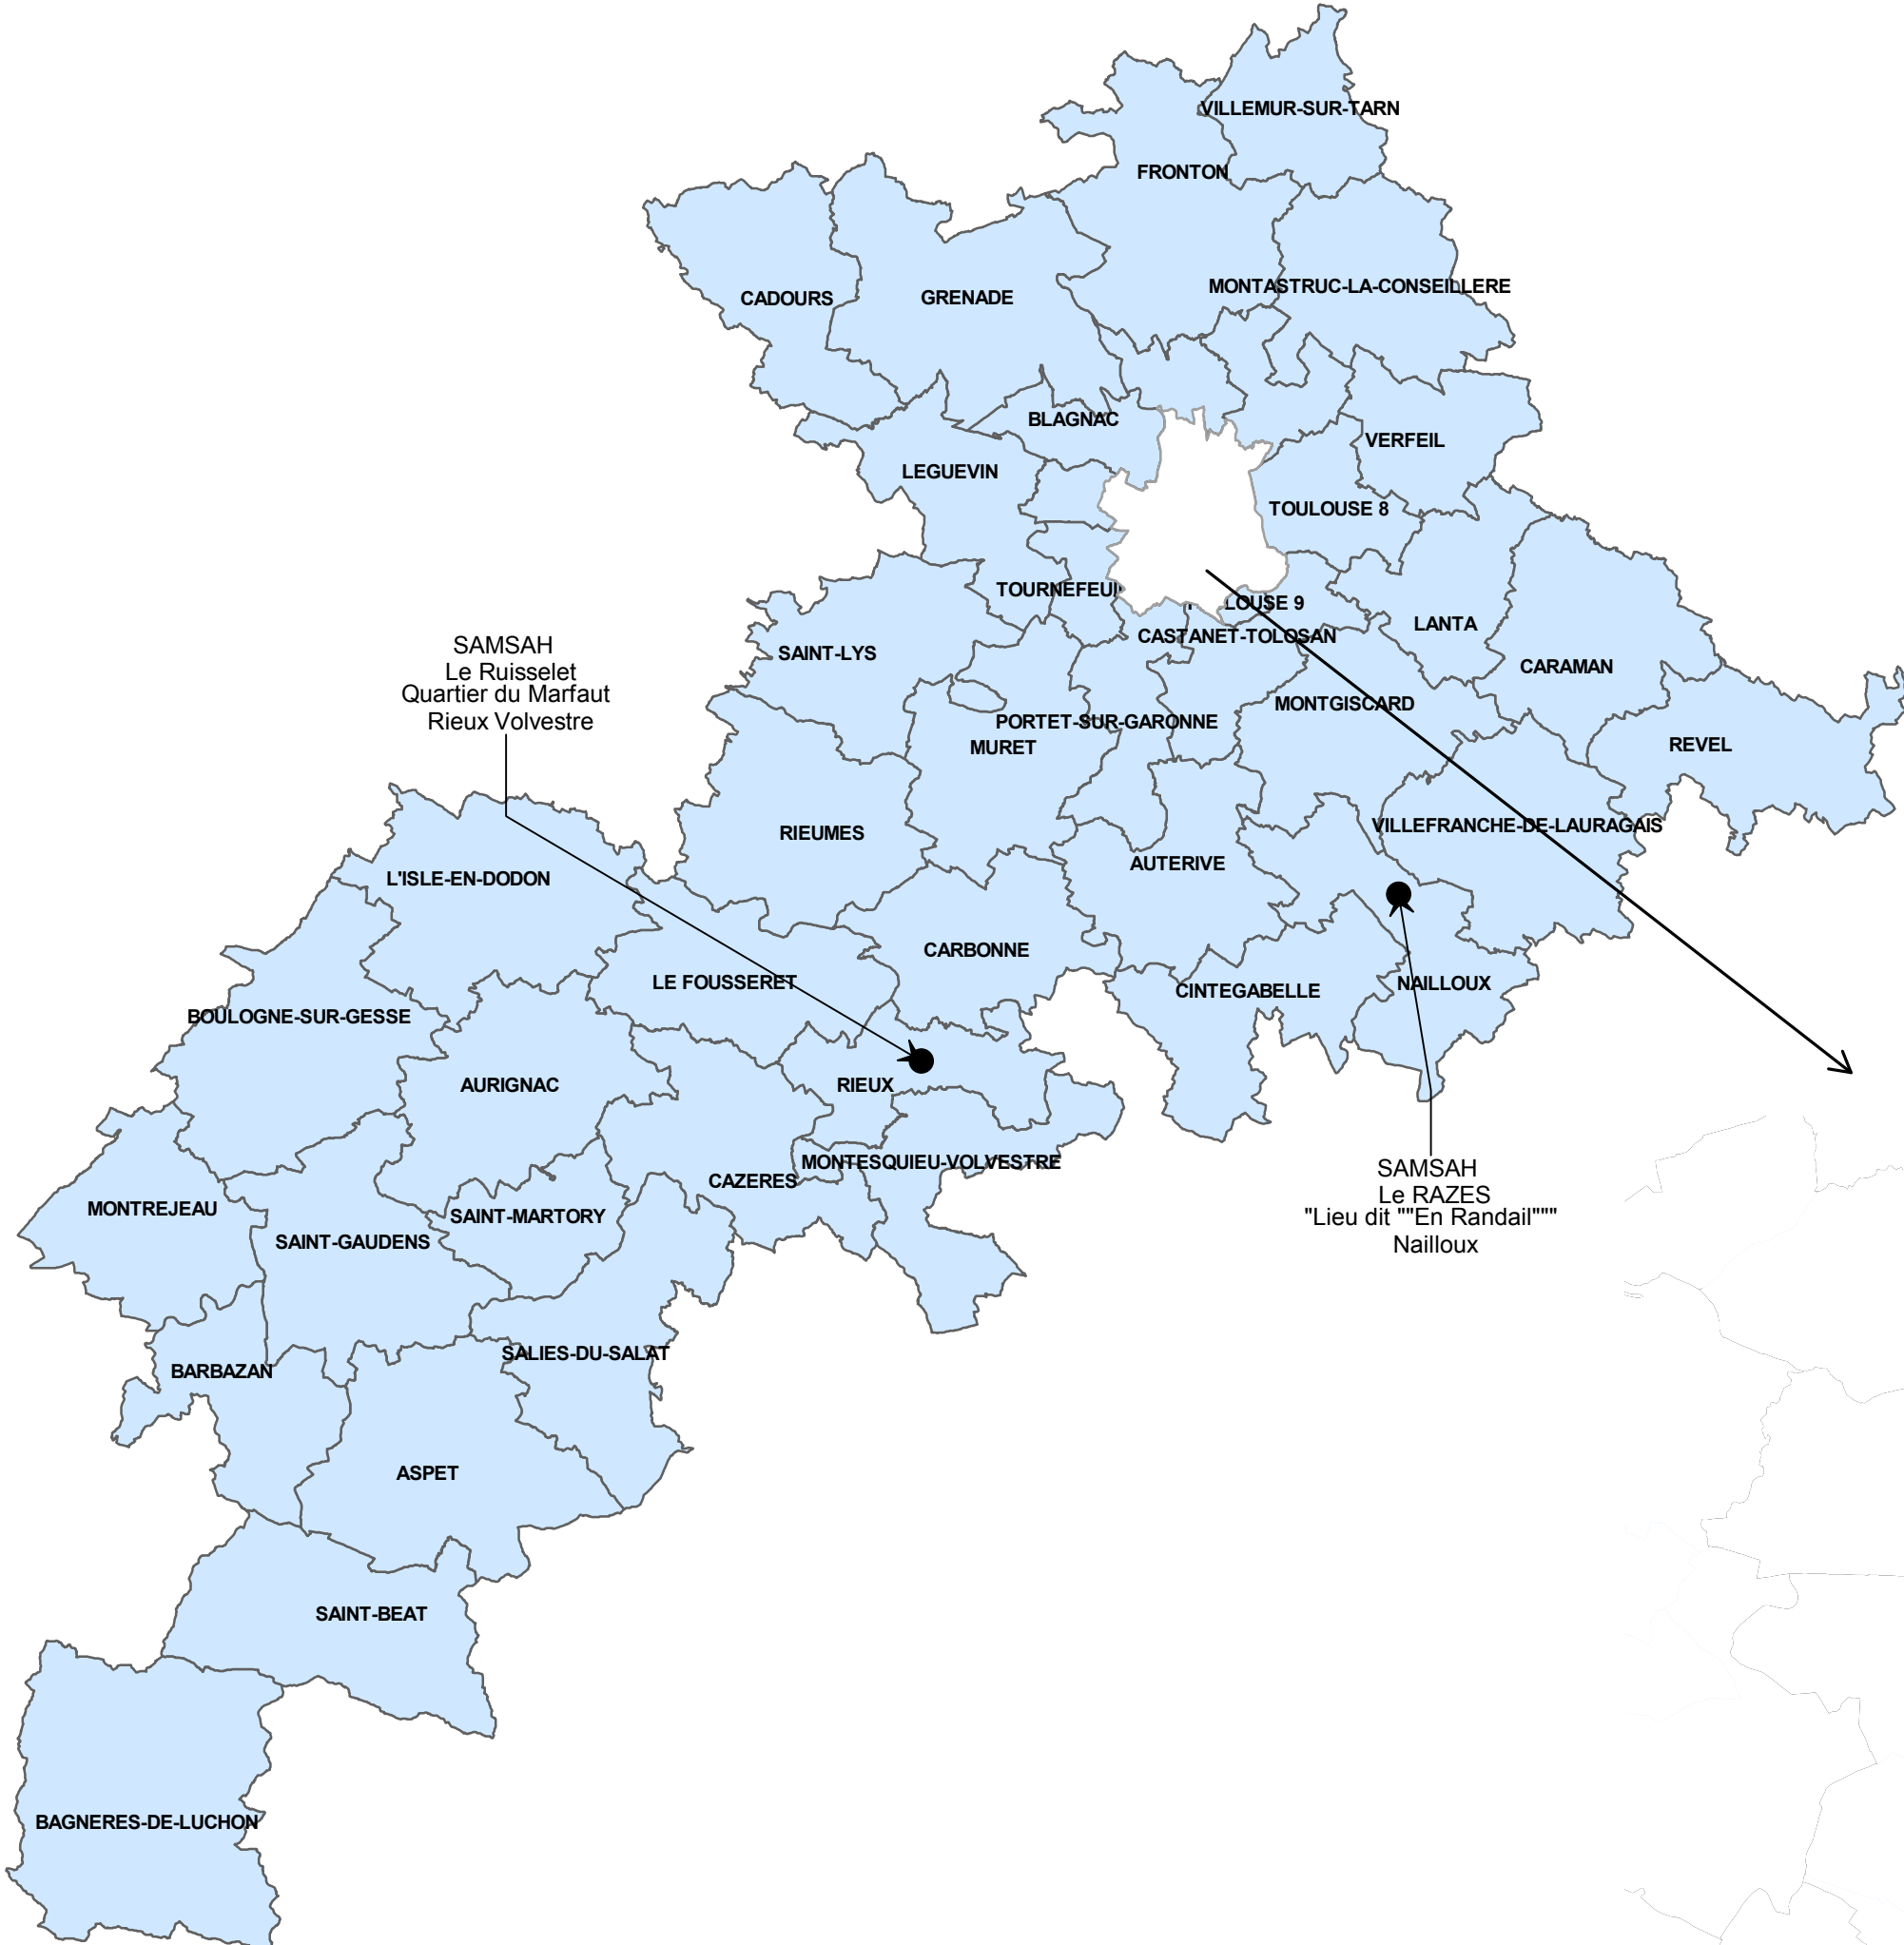 VILLEMUR-SUR-TARN
FRONTON
CADOURS
GRENADE
MONTASTRUC-LA-CONSEILLERE
BLAGNAC
VERFEIL
LEGUEVIN
TOULOUSE 8
TOURNEFEUI
LOUSE 9
LANTA
CASTANET-TOLOSAN
SAINT-LYS
CARAMAN
SAMSAH
Le Ruisselet
Quartier du Marfaut
Rieux Volvestre
MONTGISCARD
PORTET-SUR-GARONNE
MURET
REVEL
RIEUMES
VILLEFRANCHE-DE-LAURAGAIS
AUTERIVE
L'ISLE-EN-DODON
CARBONNE
LE FOUSSERET
NAILLOUX
CINTEGABELLE
BOULOGNE-SUR-GESSE
AURIGNAC
RIEUX
MONTESQUIEU-VOLVESTRE
CAZERES
SAMSAH
Le RAZES
"Lieu dit ""En Randail"""
Nailloux
MONTREJEAU
SAINT-MARTORY
SAINT-GAUDENS
SALIES-DU-SALAT
BARBAZAN
ASPET
SAINT-BEAT
BAGNERES-DE-LUCHON